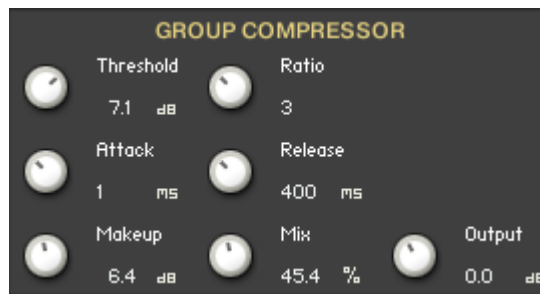 GROUP COMPRESSOR
Threshold Ratio
7.1 dB 3
Attack Release
1 ms 400 ms
Makeup Mix Output
6.4 dB 45.4 % 0.0 dB